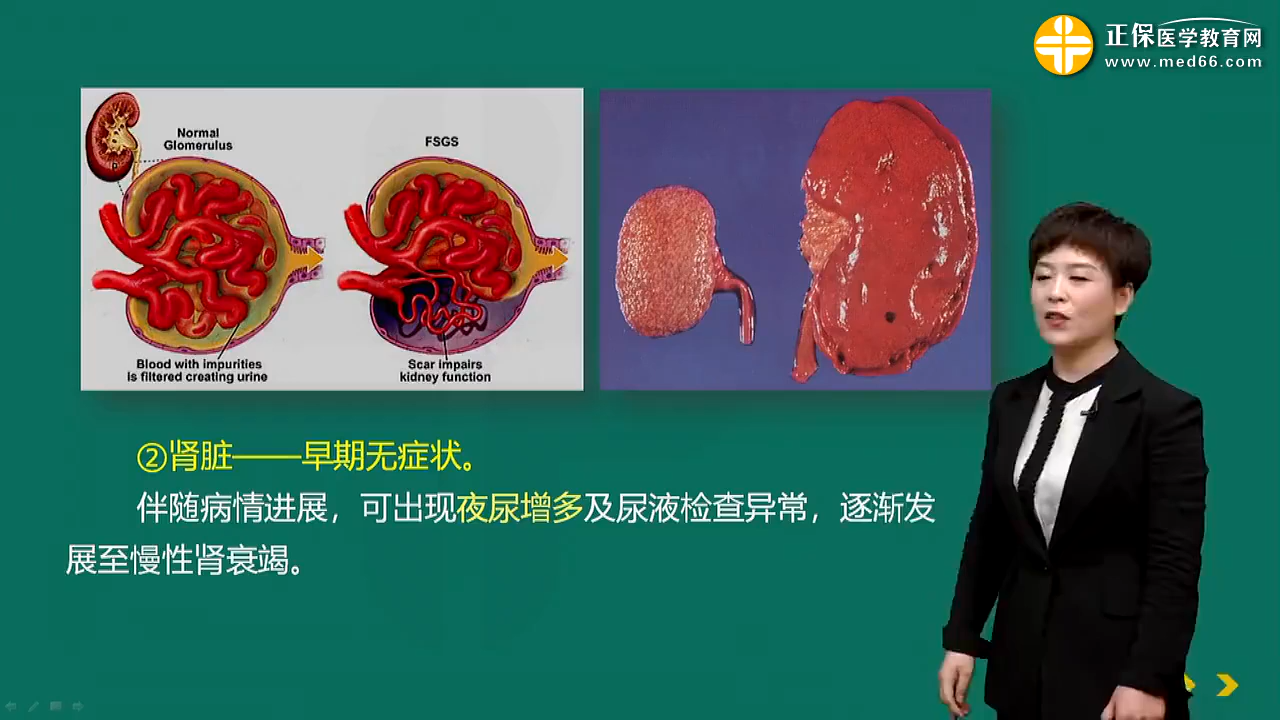 正保医学教育网
www.med66.com
Normal
Glomerulus
FSGS
Blood with impurities
is filtered creating urine
Scar impairs
kidney function
②肾脏——早期无症状。
伴随病情进展，可出现夜尿增多及尿液检查异常，逐渐发
展至慢性肾衰竭。